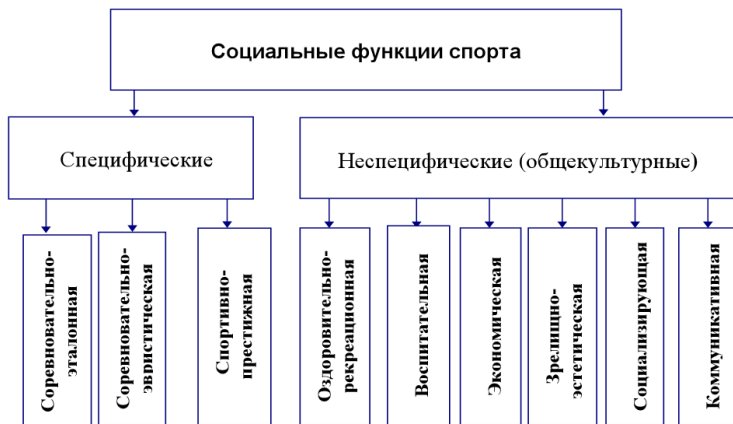 Социальные функции спорта
Специфические
Неспецифические (общекультурные)
Соревновательно-
эталонная
Соревновательно-
эвристическая
Спортивно-
престижная
Оздоровительно-
рекреационная
Воспитательная
Экономическая
Зрелищно-
эстетическая
Социализирующая
Коммуникативная